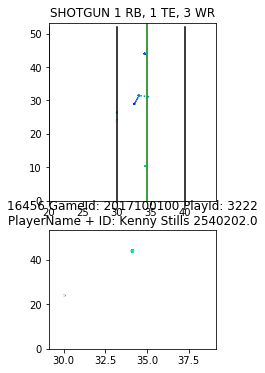 SHOTGUN 1 RB, 1 TE, 3 WR
50
40
30
20
10
0
20 25 30 35 40
16456 GameId: 2017100100 PlayId: 3222
PlayerName + ID: Kenny Stills 2540202.0
40
20
0
30.0 32.5 35.0 37.5